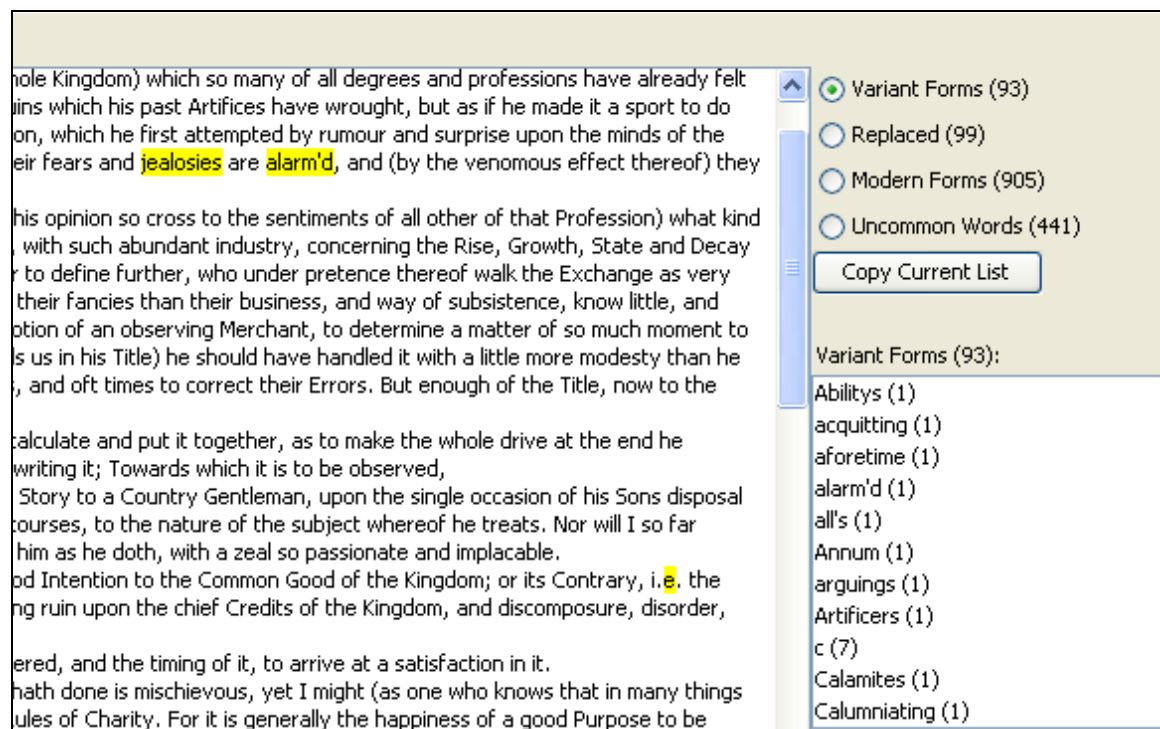 hole Kingdom) which so many of all degrees and professions have already felt
uins which his past Artifices have wrought, but as if he made it a sport to do
on, which he first attempted by rumour and surprise upon the minds of the
eir fears and jealosies are alarm'd, and (by the venomous effect thereof) they
his opinion so cross to the sentiments of all other of that Profession) what kind
, with such abundant industry, concerning the Rise, Growth, State and Decay
r to define further, who under pretence thereof walk the Exchange as very
their fancies than their business, and way of subsistence, know little, and
otion of an observing Merchant, to determine a matter of so much moment to
ls us in his Title) he should have handled it with a little more modesty than he
s, and oft times to correct their Errors. But enough of the Title, now to the
calculate and put it together, as to make the whole drive at the end he
writing it; Towards which it is to be observed,
Story to a Country Gentleman, upon the single occasion of his Sons disposal
courses, to the nature of the subject whereof he treats. Nor will I so far
him as he doth, with a zeal so passionate and implacable.
od Intention to the Common Good of the Kingdom; or its Contrary, i.e. the
ng ruin upon the chief Credits of the Kingdom, and discomposure, disorder,
ered, and the timing of it, to arrive at a satisfaction in it.
hath done is mischievous, yet I might (as one who knows that in many things
ules of Charity. For it is generally the happiness of a good Purpose to be
Variant Forms (93)
Replaced (99)
Modern Forms (905)
Uncommon Words (441)
Copy Current List
Variant Forms (93):
Abilitys (1)
acquitting (1)
aforetime (1)
alarm'd (1)
all's (1)
Annum (1)
arguings (1)
Artificers (1)
c (7)
Calamites (1)
Calumniating (1)